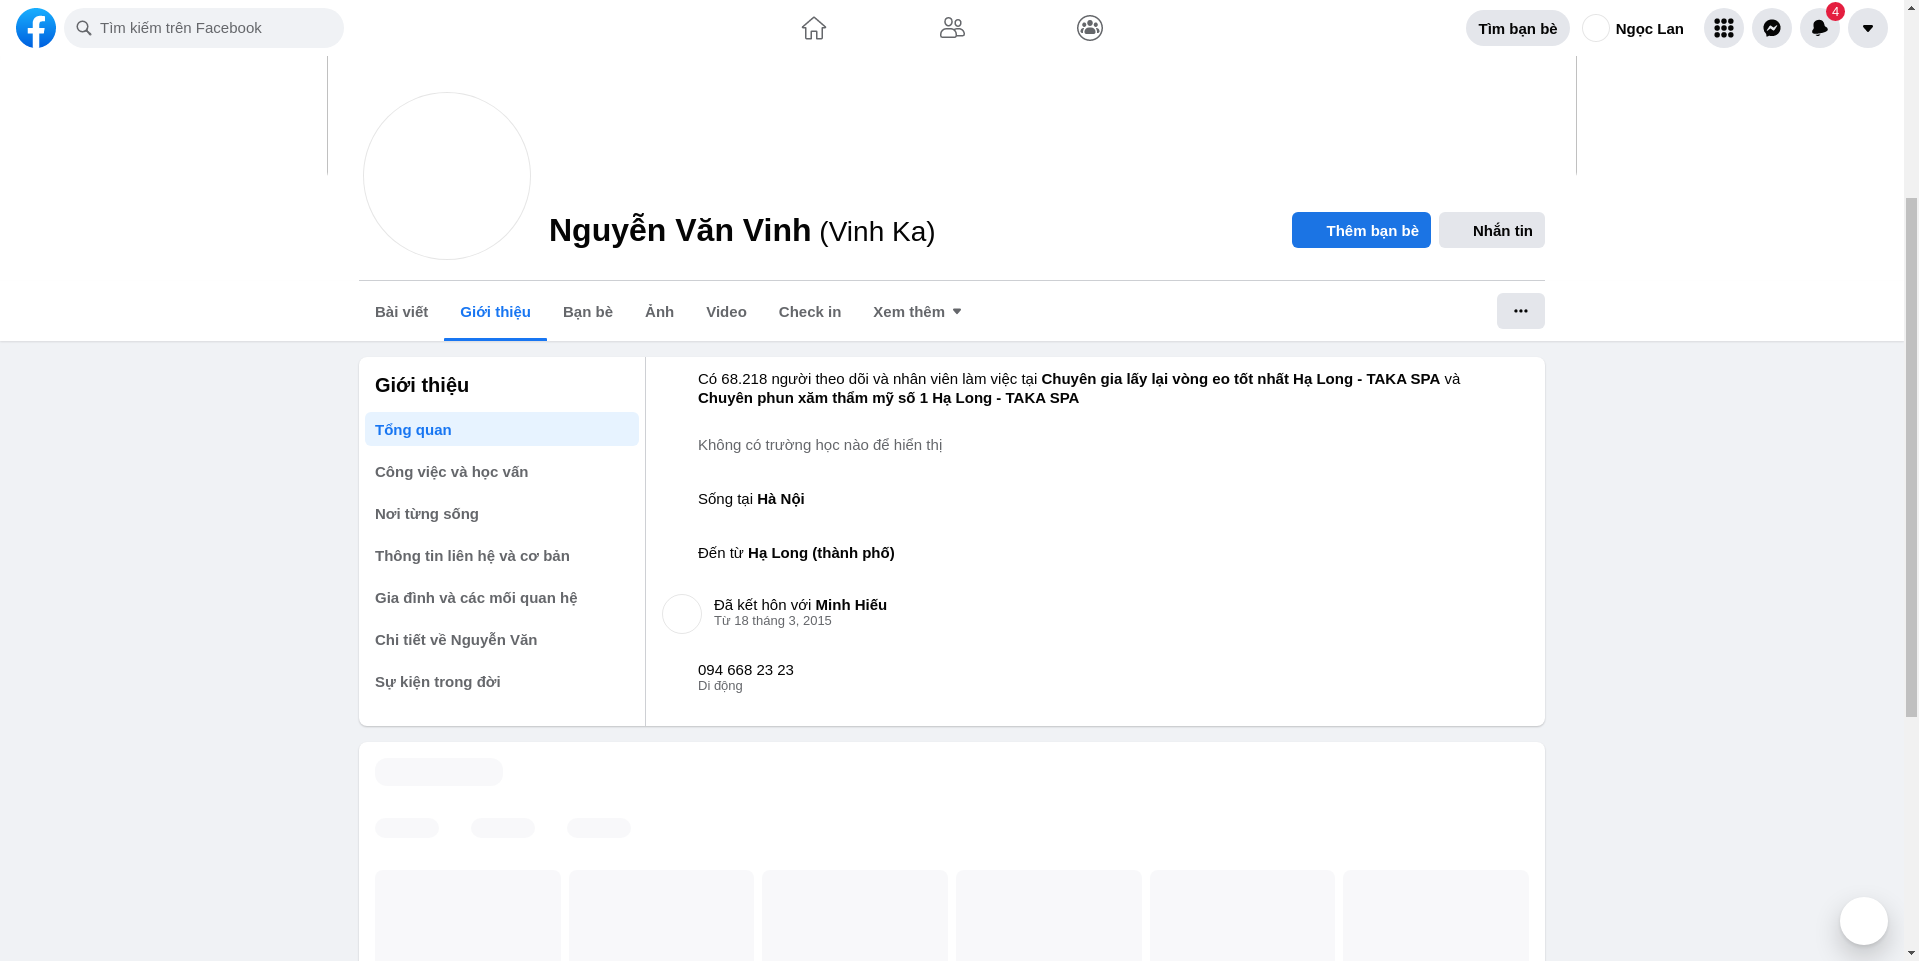 Tìm kiếm trên Facebook
Tìm bạn bè
Ngọc Lan
4
Nguyễn Văn Vinh (Vinh Ka)
Thêm bạn bè
Nhắn tin
Bài viết
Giới thiệu
Bạn bè
Ảnh
Video
Check in
Xem thêm
Giới thiệu
Tổng quan
Công việc và học vấn
Nơi từng sống
Thông tin liên hệ và cơ bản
Gia đình và các mối quan hệ
Chi tiết về Nguyễn Văn
Sự kiện trong đời
Có 68.218 người theo dõi và nhân viên làm việc tại Chuyên gia lấy lại vòng eo tốt nhất Hạ Long - TAKA SPA và
Chuyên phun xăm thẩm mỹ số 1 Hạ Long - TAKA SPA
Không có trường học nào để hiển thị
Sống tại Hà Nội
Đến từ Hạ Long (thành phố)
Đã kết hôn với Minh Hiếu
Từ 18 tháng 3, 2015
094 668 23 23
Di động